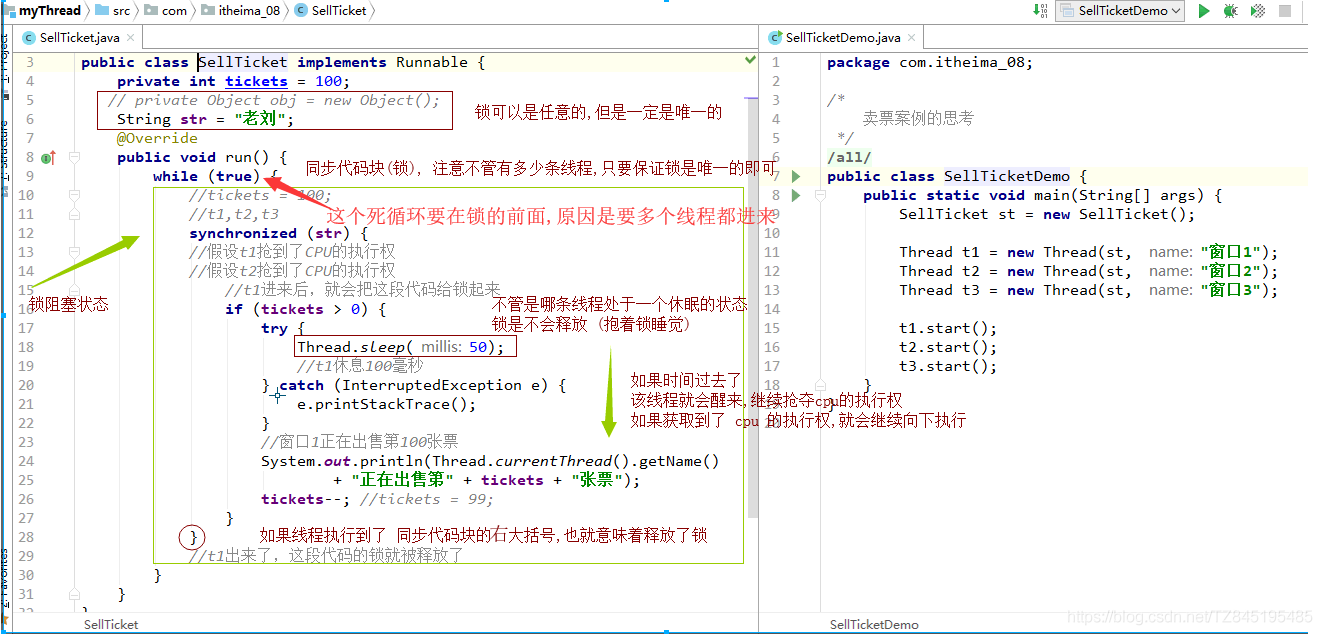 myThread src com itheima_08 SellTicket
SellTicketDemo
SellTicket.java
SellTicketDemo.java
3 public class SellTicket implements Runnable {
4 private int tickets = 100;
5 // private Object obj = new Object();
6 String str = "老刘";
锁可以是任意的,但是一定是唯一的
7 @Override
8 public void run() {
同步代码块(锁), 注意不管有多少条线程,只要保证锁是唯一的即可
9 while (true) {
10 //tickets = 100;
11 //t1,t2,t3
这个死循环要在锁的前面,原因是要多个线程都进来
12 synchronized (str) {
13 //假设t1抢到了CPU的执行权
14 //假设t2抢到了CPU的执行权
15 //t1进来后，就会把这段代码给锁起来
锁阻塞状态
16 if (tickets > 0) {
不管是哪条线程处于一个休眠的状态
锁是不会释放 (抱着锁睡觉)
17 try {
18 Thread.sleep( millis: 50);
19 //t1休息100毫秒
20 } catch (InterruptedException e) {
21 e.printStackTrace();
22 }
如果时间过去了
该线程就会醒来,继续抢夺cpu的执行权
如果获取到了 cpu 的执行权,就会继续向下执行
23 //窗口1正在出售第100张票
24 System.out.println(Thread.currentThread().getName()
25 + "正在出售第" + tickets + "张票");
26 tickets--; //tickets = 99;
27 }
28 }
如果线程执行到了 同步代码块的右大括号,也就意味着释放了锁
29 //t1出来了，这段代码的锁就被释放了
30 }
31 }
32 }
SellTicket
1 package com.itheima_08;
2
3 /*
4 卖票案例的思考
5 */
6 /all/
7 public class SellTicketDemo {
8 public static void main(String[] args) {
9 SellTicket st = new SellTicket();
10
11 Thread t1 = new Thread(st, name: "窗口1");
12 Thread t2 = new Thread(st, name: "窗口2");
13 Thread t3 = new Thread(st, name: "窗口3");
14
15 t1.start();
16 t2.start();
17 t3.start();
18 }
}
SellTicketDemo
https://blog.csdn.net/TZ845195485